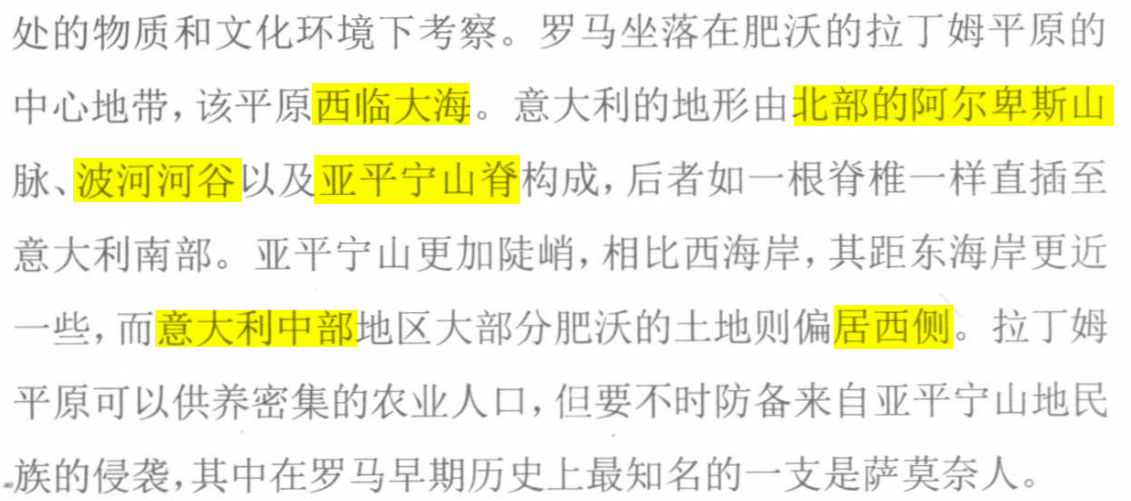 处的物质和文化环境下考察。罗马坐落在肥沃的拉丁姆平原的
中心地带,该平原西临大海。意大利的地形由北部的阿尔卑斯山
脉、波河河谷以及亚平宁山脊构成,后者如一根脊椎一样直插至
意大利南部。亚平宁山更加陡峭,相比西海岸,其距东海岸更近
一些,而意大利中部地区大部分肥沃的土地则偏居西侧。拉丁姆
平原可以供养密集的农业人口,但要不时防备来自亚平宁山地民
族的侵袭,其中在罗马早期历史上最知名的一支是萨莫奈人。